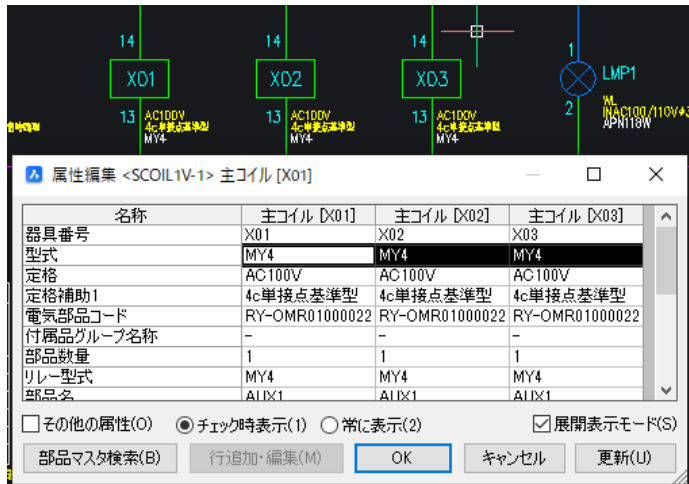 14 14 14 1
X01 X02 X03 LMP1
13 AC100V 13 AC100V 13 AC100V 2 WL
4c単接点基準型 4c単接点基準型 4c単接点基準型
MY4 MY4 MY4 APN118W
属性編集 <SCOIL1V-1> 主コイル [X01]
名称 主コイル [X01] 主コイル [X02] 主コイル [X03]
器具番号 X01 X02 X03
型式 MY4 MY4 MY4
定格 AC100V AC100V AC100V
定格補助1 4c単接点基準型 4c単接点基準型 4c単接点基準型
電気部品コード RY-OMR01000022 RY-OMR01000022 RY-OMR01000022
付属品グループ名称 - - -
部品数量 1 1 1
リレー型式 MY4 MY4 MY4
部品名 AUX1 AUX1 AUX1
その他の属性(O) チェック時表示(1) 常に表示(2) 展開表示モード(S)
部品マスタ検索(B) 行追加・編集(M) OK キャンセル 更新(U)